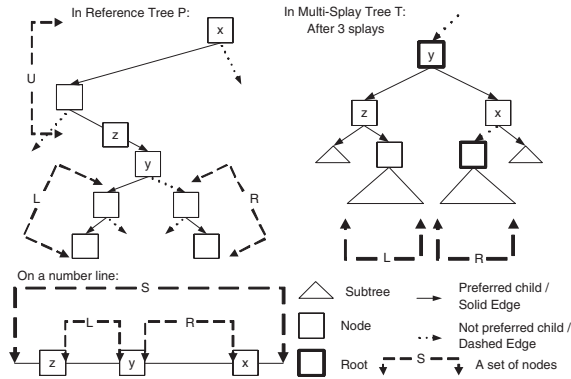 In Reference Tree P:
x
U
z
y
L
R
In Multi-Splay Tree T:
After 3 splays
y
z
x
L
R
On a number line:
S
L
R
z
y
x
Subtree
Node
Root
Preferred child /
Solid Edge
Not preferred child /
Dashed Edge
S
A set of nodes